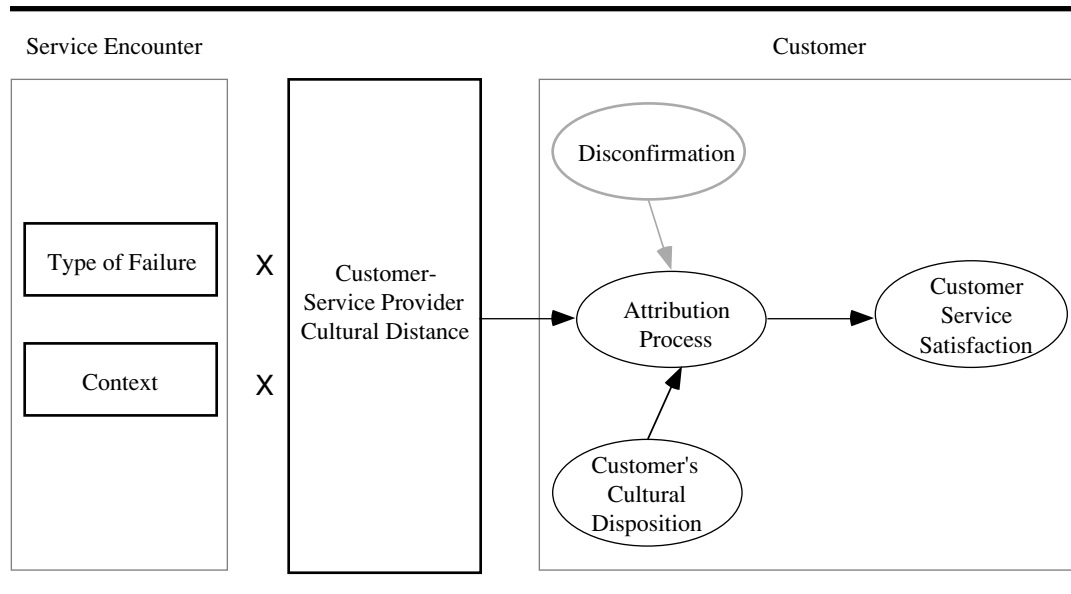 Service Encounter
Customer
Type of Failure
X
Context
X
Customer-
Service Provider
Cultural Distance
Disconfirmation
Attribution
Process
Customer
Service
Satisfaction
Customer's
Cultural
Disposition